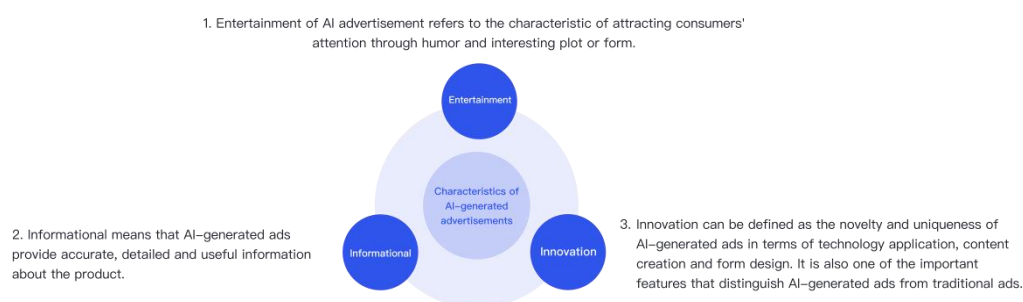 1. Entertainment of AI advertisement refers to the characteristic of attracting consumers'
attention through humor and interesting plot or form.
Entertainment
Characteristics of
AI-generated
advertisements
2. Informational means that AI-generated ads
provide accurate, detailed and useful information
about the product.
Informational
Innovation
3. Innovation can be defined as the novelty and uniqueness of
AI-generated ads in terms of technology application, content
creation and form design. It is also one of the important
features that distinguish AI-generated ads from traditional ads.